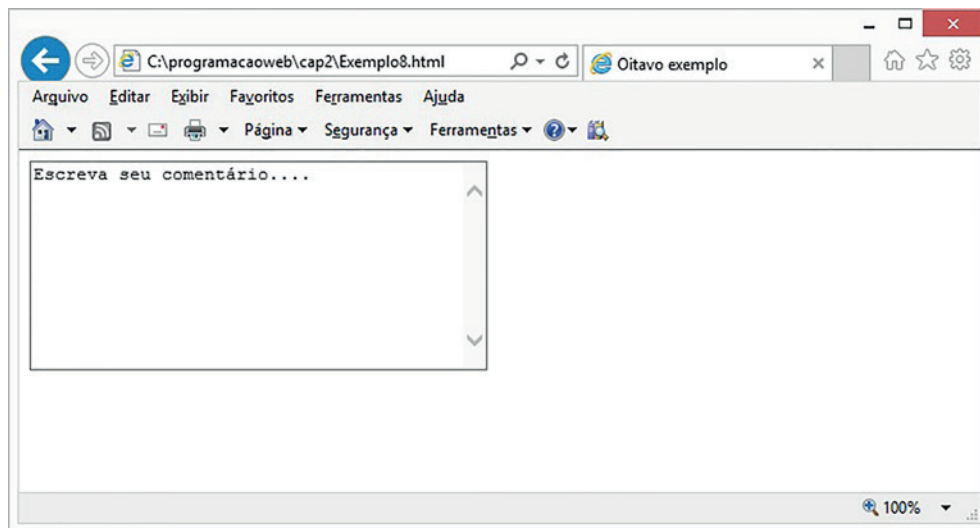 C:\programacaoweb\cap2\Exemplo8.html
Oitavo exemplo
Arquivo Editar Exibir Favoritos Ferramentas Ajuda
Página Segurança Ferramentas
Escreva seu comentário....
100%